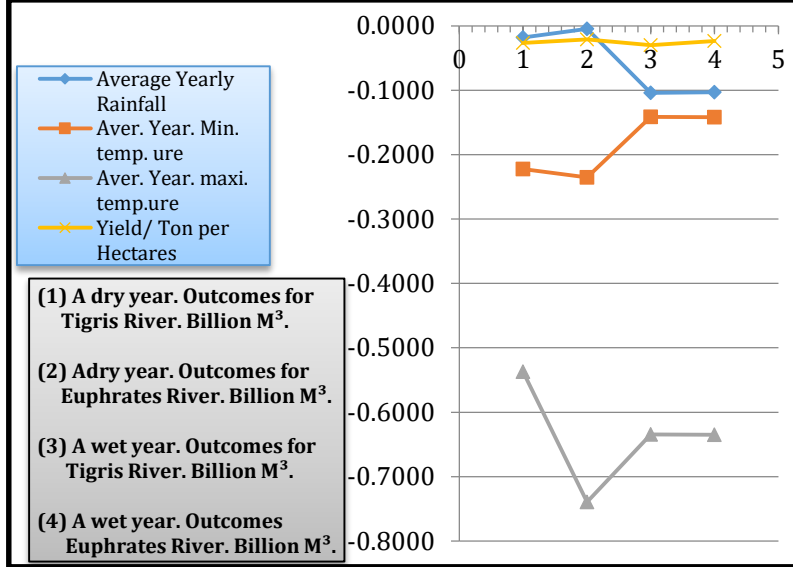 Average Yearly
Rainfall
Aver. Year. Min.
temp. ure
Aver. Year. maxi.
temp.ure
Yield/ Ton per
Hectares
(1) A dry year. Outcomes for
Tigris River. Billion M³.
(2) Adry year. Outcomes for
Euphrates River. Billion M³.
(3) A wet year. Outcomes for
Tigris River. Billion M³.
(4) A wet year. Outcomes
Euphrates River. Billion M³.
0.0000
-0.1000
-0.2000
-0.3000
-0.4000
-0.5000
-0.6000
-0.7000
-0.8000
0 1 2 3 4 5